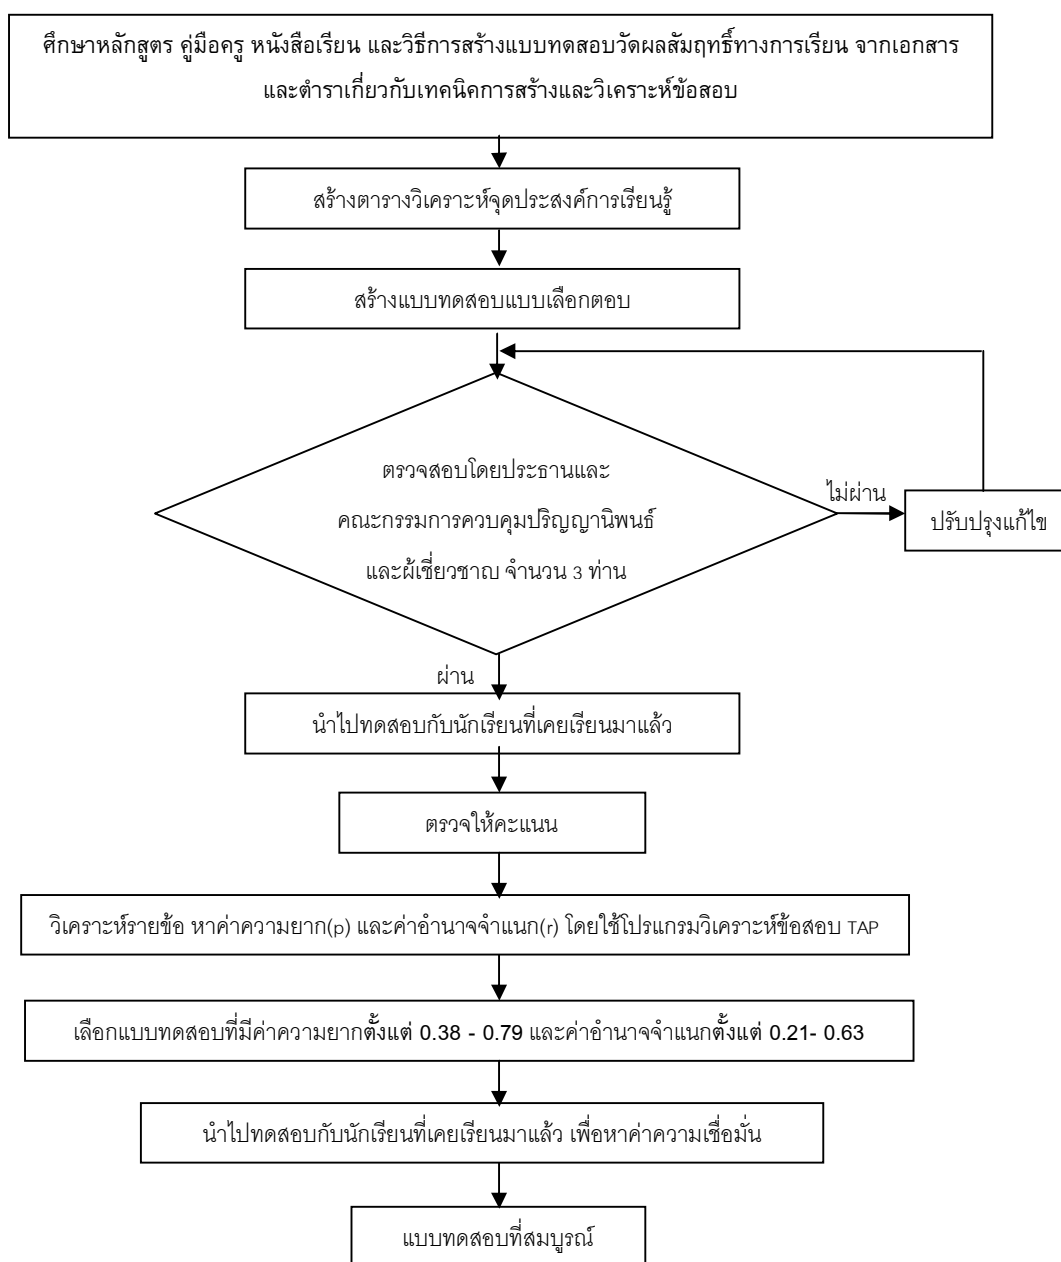 ศึกษาหลักสูตร คู่มือครู หนังสือเรียน และวิธีการสร้างแบบทดสอบวัดผลสัมฤทธิ์ทางการเรียน จากเอกสาร
และตำราเกี่ยวกับเทคนิคการสร้างและวิเคราะห์ข้อสอบ
สร้างตารางวิเคราะห์จุดประสงค์การเรียนรู้
สร้างแบบทดสอบแบบเลือกตอบ
ตรวจสอบโดยประธานและ
คณะกรรมการควบคุมปริญญานิพนธ์
และผู้เชี่ยวชาญ จำนวน 3 ท่าน
ไม่ผ่าน
ปรับปรุงแก้ไข
ผ่าน
นำไปทดสอบกับนักเรียนที่เคยเรียนมาแล้ว
ตรวจให้คะแนน
วิเคราะห์รายข้อ หาค่าความยาก(p) และค่าอำนาจจำแนก(r) โดยใช้โปรแกรมวิเคราะห์ข้อสอบ TAP
เลือกแบบทดสอบที่มีค่าความยากตั้งแต่ 0.38 - 0.79 และค่าอำนาจจำแนกตั้งแต่ 0.21- 0.63
นำไปทดสอบกับนักเรียนที่เคยเรียนมาแล้ว เพื่อหาค่าความเชื่อมั่น
แบบทดสอบที่สมบูรณ์